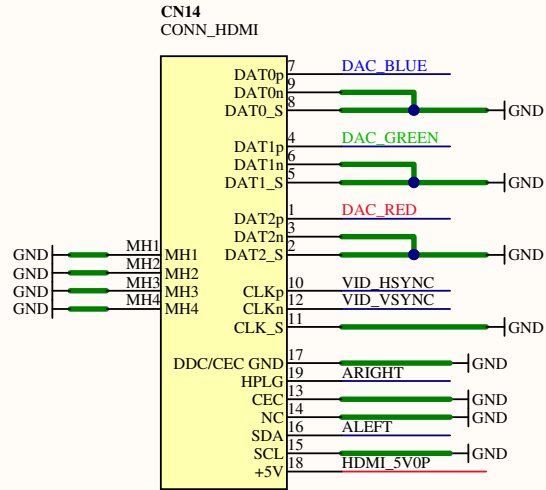 CN14
CONN_HDMI
DAT0p 7 DAC_BLUE
DAT0n 9
DAT0_S 8 GND
DAT1p 4 DAC_GREEN
DAT1n 6
DAT1_S 5 GND
DAT2p 1 DAC_RED
DAT2n 3
GND MH1 MH1 DAT2_S 2 GND
GND MH2 MH2
GND MH3 MH3 CLKp 10 VID_HSYNC
GND MH4 MH4 CLKn 12 VID_VSYNC
CLK_S 11 GND
DDC/CEC GND 17 GND
HPLG 19 ARIGHT
CEC 13 GND
NC 14 GND
SDA 16 ALEFT
SCL 15 GND
+5V 18 HDMI_5V0P